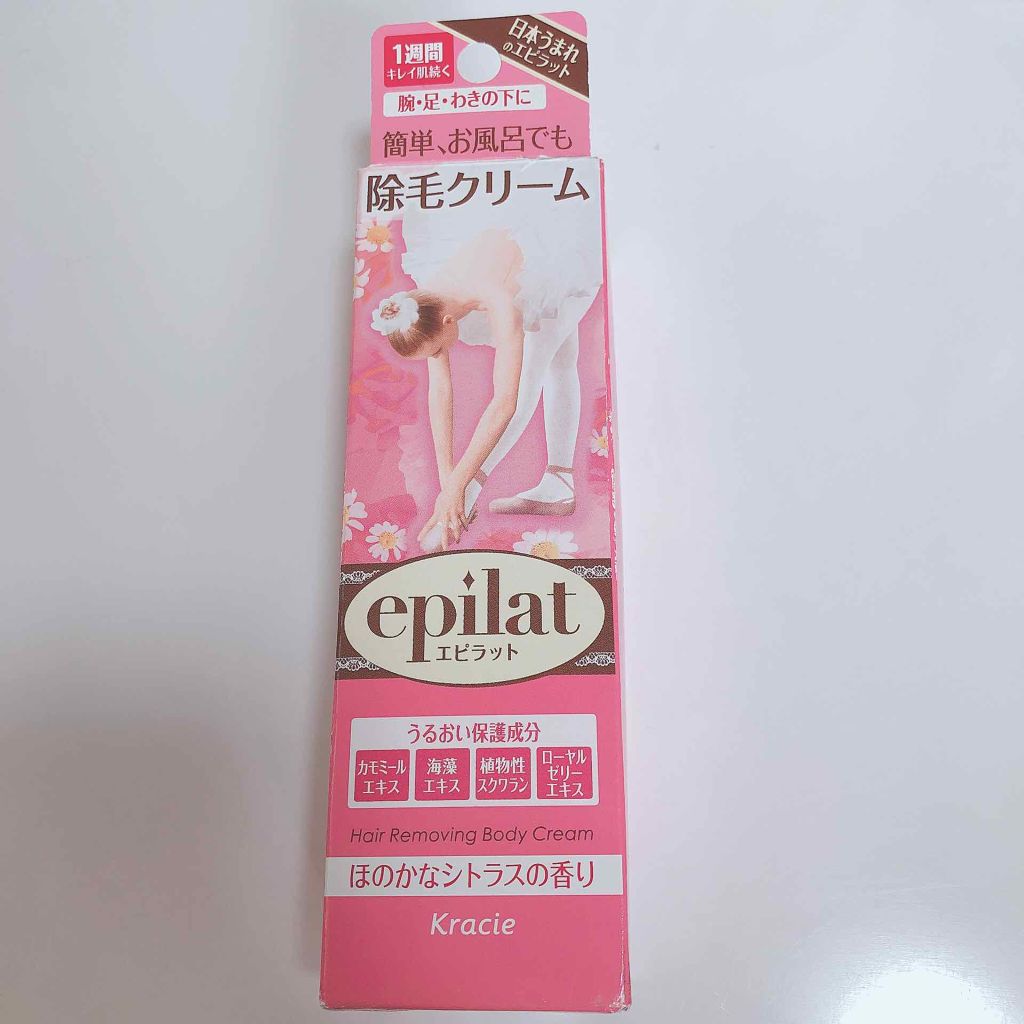 1週間
キレイ肌続く
日本うまれ
のエピラット
腕・足・わきの下に
簡単、お風呂でも
除毛クリーム
epilat
エピラット
うるおい保護成分
カモミール
エキス
海藻
エキス
植物性
スクワラン
ローヤル
ゼリー
エキス
Hair Removing Body Cream
ほのかなシトラスの香り
Kracie